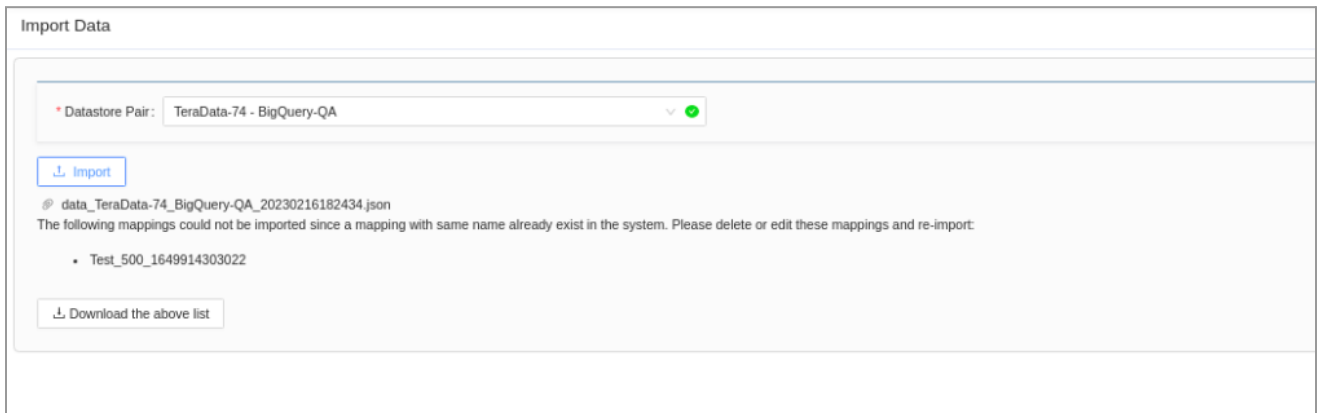 Import Data
* Datastore Pair: TeraData-74 - BigQuery-QA
Import
data_TeraData-74_BigQuery-QA_20230216182434.json
The following mappings could not be imported since a mapping with same name already exist in the system. Please delete or edit these mappings and re-import:
• Test_500_1649914303022
Download the above list